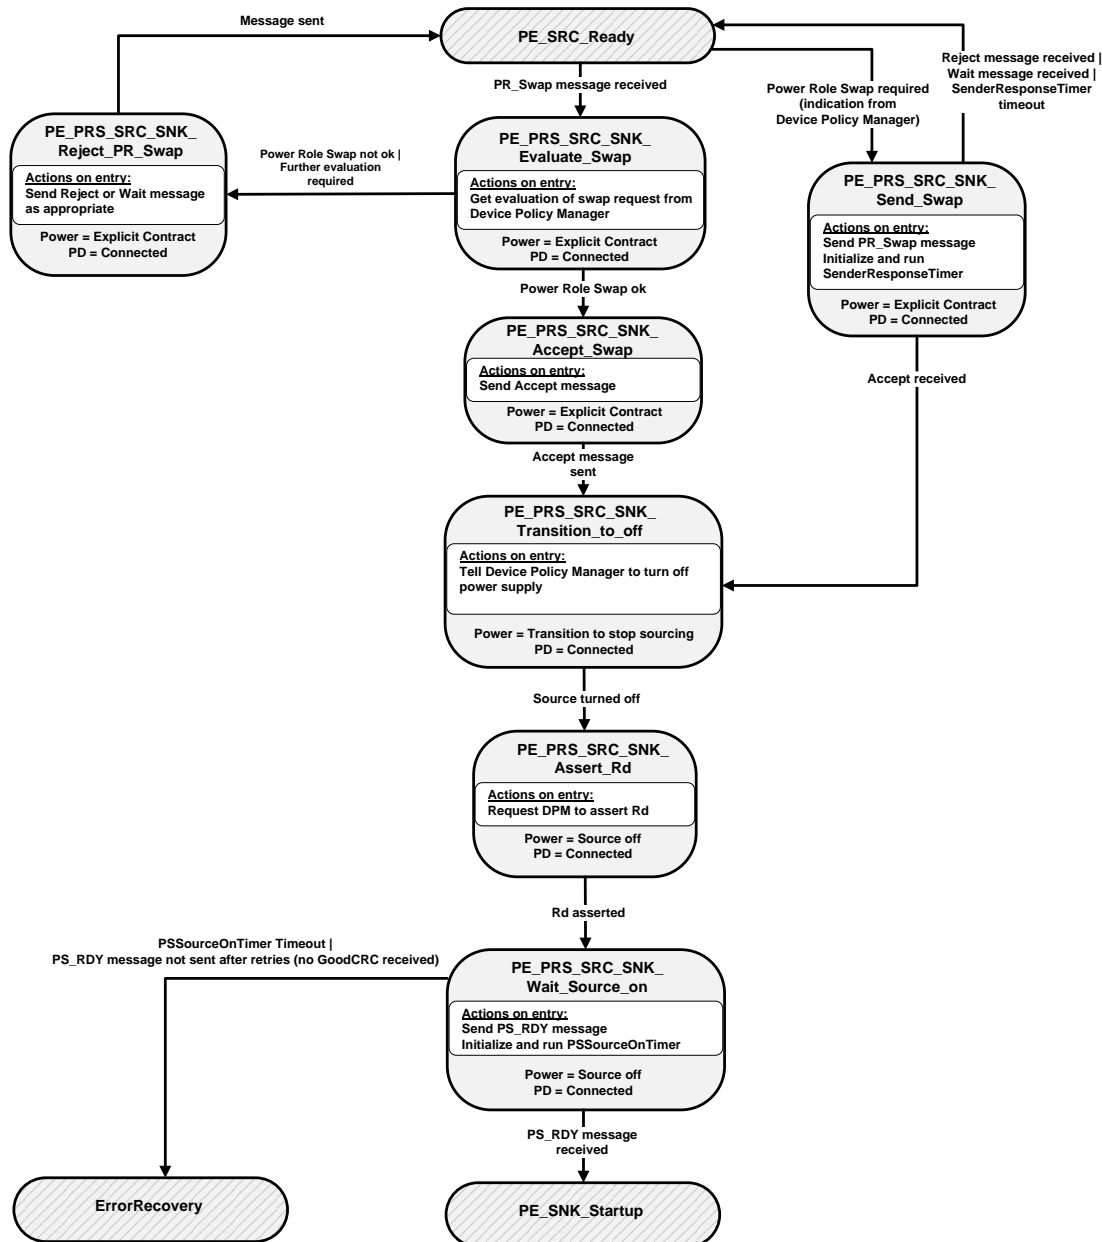 Message sent
PE_SRC_Ready
Reject message received |
Wait message received |
SenderResponseTimer
timeout
PR_Swap message received
Power Role Swap required
(indication from
Device Policy Manager)
PE_PRS_SRC_SNK_
Reject_PR_Swap
Actions on entry:
Send Reject or Wait message
as appropriate
Power = Explicit Contract
PD = Connected
Power Role Swap not ok |
Further evaluation
required
PE_PRS_SRC_SNK_
Evaluate_Swap
Actions on entry:
Get evaluation of swap request from
Device Policy Manager
Power = Explicit Contract
PD = Connected
PE_PRS_SRC_SNK_
Send_Swap
Actions on entry:
Send PR_Swap message
Initialize and run
SenderResponseTimer
Power = Explicit Contract
PD = Connected
Power Role Swap ok
PE_PRS_SRC_SNK_
Accept_Swap
Actions on entry:
Send Accept message
Power = Explicit Contract
PD = Connected
Accept received
Accept message
sent
PE_PRS_SRC_SNK_
Transition_to_off
Actions on entry:
Tell Device Policy Manager to turn off
power supply
Power = Transition to stop sourcing
PD = Connected
Source turned off
PE_PRS_SRC_SNK_
Assert_Rd
Actions on entry:
Request DPM to assert Rd
Power = Source off
PD = Connected
Rd asserted
PSSourceOnTimer Timeout |
PS_RDY message not sent after retries (no GoodCRC received)
PE_PRS_SRC_SNK_
Wait_Source_on
Actions on entry:
Send PS_RDY message
Initialize and run PSSourceOnTimer
Power = Source off
PD = Connected
PS_RDY message
received
ErrorRecovery
PE_SNK_Startup